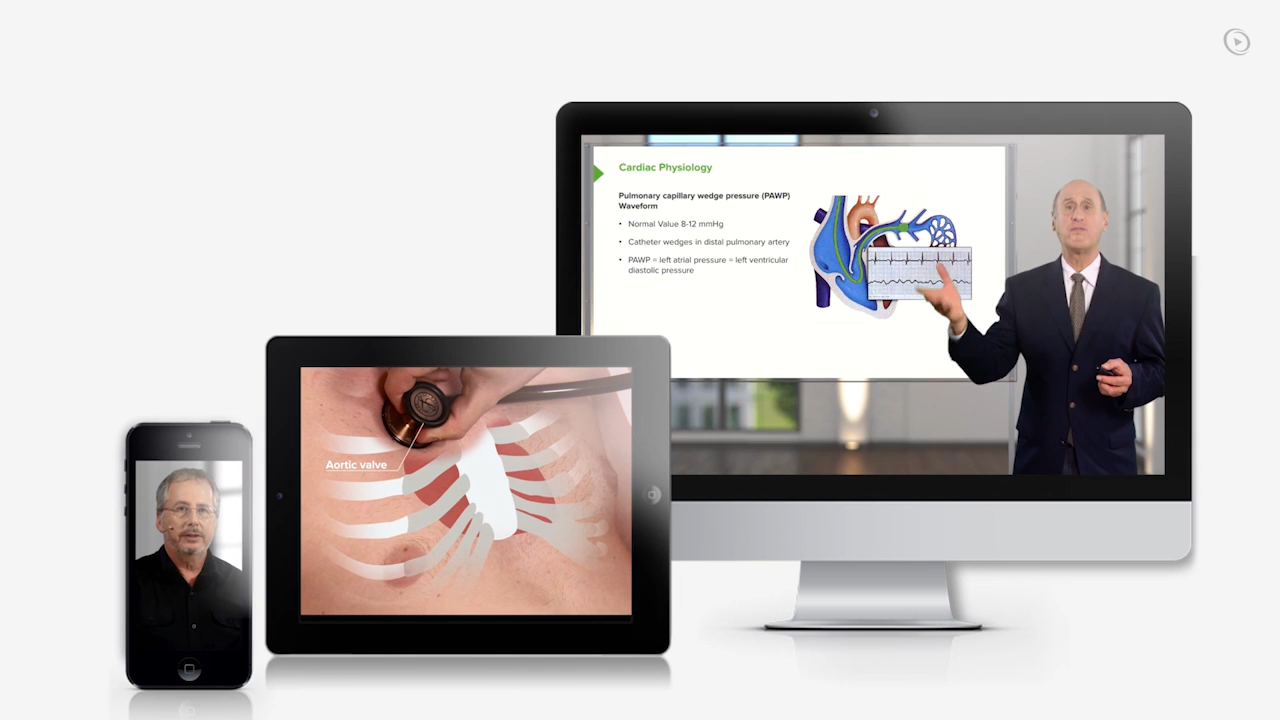 Cardiac Physiology
Pulmonary capillary wedge pressure (PAWP)
Waveform
• Normal Value 8-12 mmHg
• Catheter wedges in distal pulmonary artery
• PAWP = left atrial pressure = left ventricular
diastolic pressure
Aortic valve